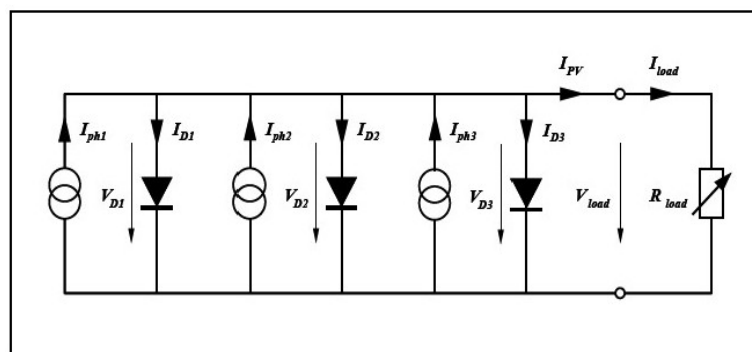 I_PV I_load
I_ph1 I_D1 I_ph2 I_D2 I_ph3 I_D3
V_D1 V_D2 V_D3 V_load R_load